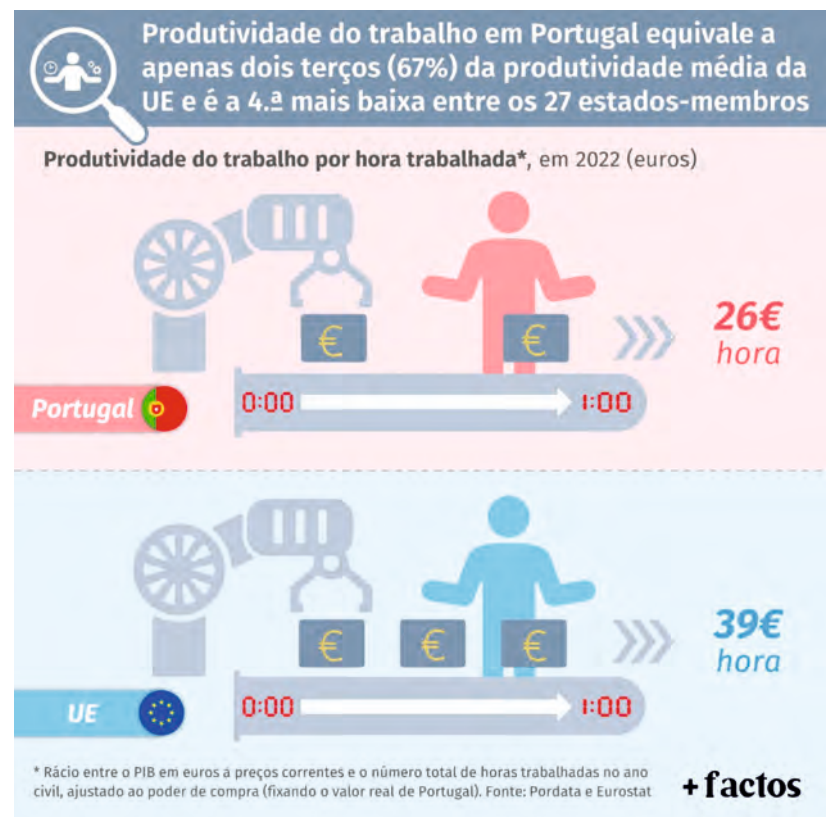 Produtividade do trabalho em Portugal equivale a
apenas dois terços (67%) da produtividade média da
UE e é a 4.ª mais baixa entre os 27 estados-membros
Produtividade do trabalho por hora trabalhada*, em 2022 (euros)
€ €
26€
hora
Portugal
0:00 1:00
€ € €
39€
hora
UE
0:00 1:00
* Rácio entre o PIB em euros a preços correntes e o número total de horas trabalhadas no ano
civil, ajustado ao poder de compra (fixando o valor real de Portugal). Fonte: Pordata e Eurostat
+factos